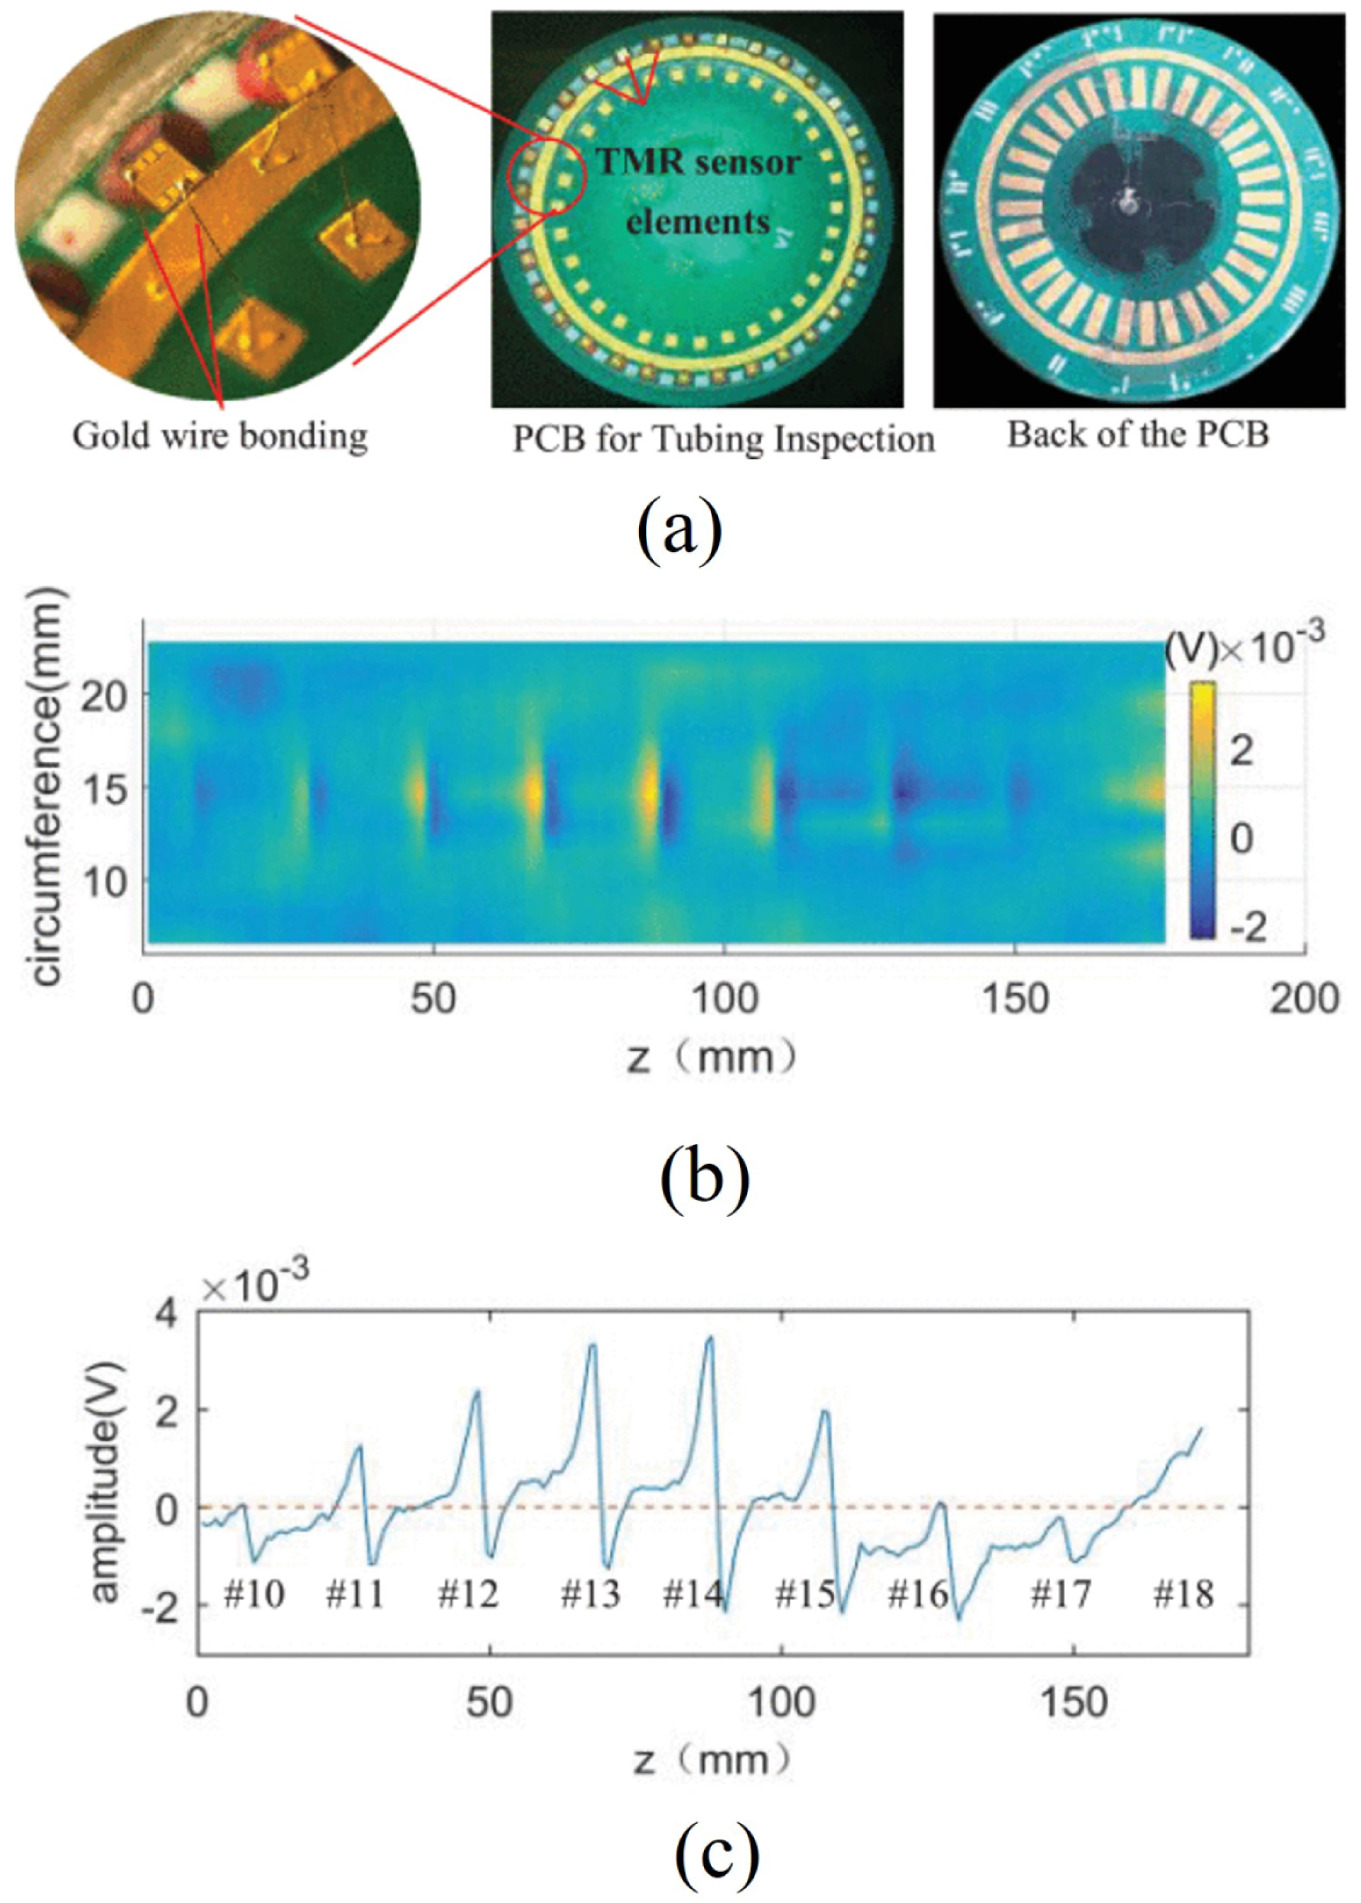 TMR sensor
elements
Gold wire bonding
PCB for Tubing Inspection
Back of the PCB
(a)
circumference(mm)
20
15
10
(V)×10-3
2
0
-2
0
50
100
150
200
z（mm）
(b)
×10-3
amplitude(V)
4
2
0
-2
#10
#11
#12
#13
#14
#15
#16
#17
#18
0
50
100
150
z（mm）
(c)